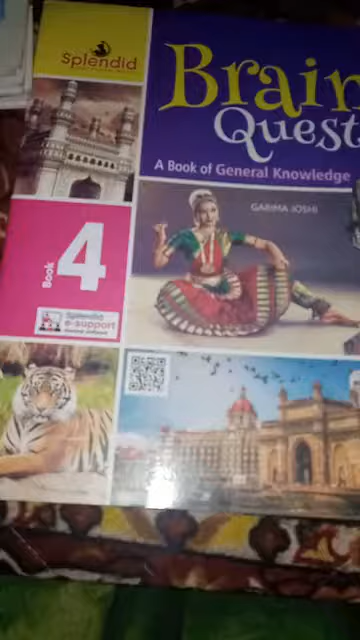 Splendid
Brain
Quest
A Book of General Knowledge
GARIMA JOSHI
Book 4
Splendid
e-support